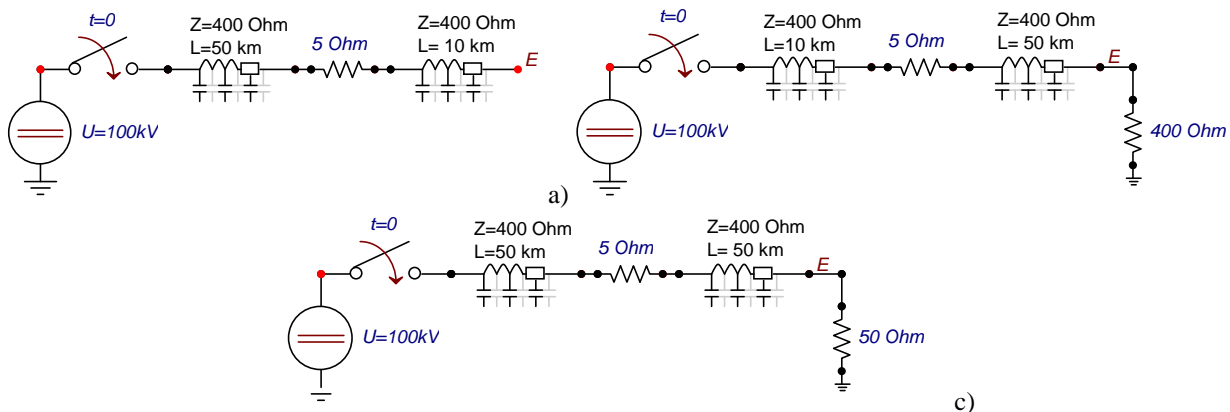 t=0
Z=400 Ohm
L=50 km
5 Ohm
Z=400 Ohm
L= 10 km
E
U=100kV
a)
t=0
Z=400 Ohm
L=10 km
5 Ohm
Z=400 Ohm
L= 50 km
E
U=100kV
400 Ohm
t=0
Z=400 Ohm
L=50 km
5 Ohm
Z=400 Ohm
L= 50 km
E
U=100kV
50 Ohm
c)